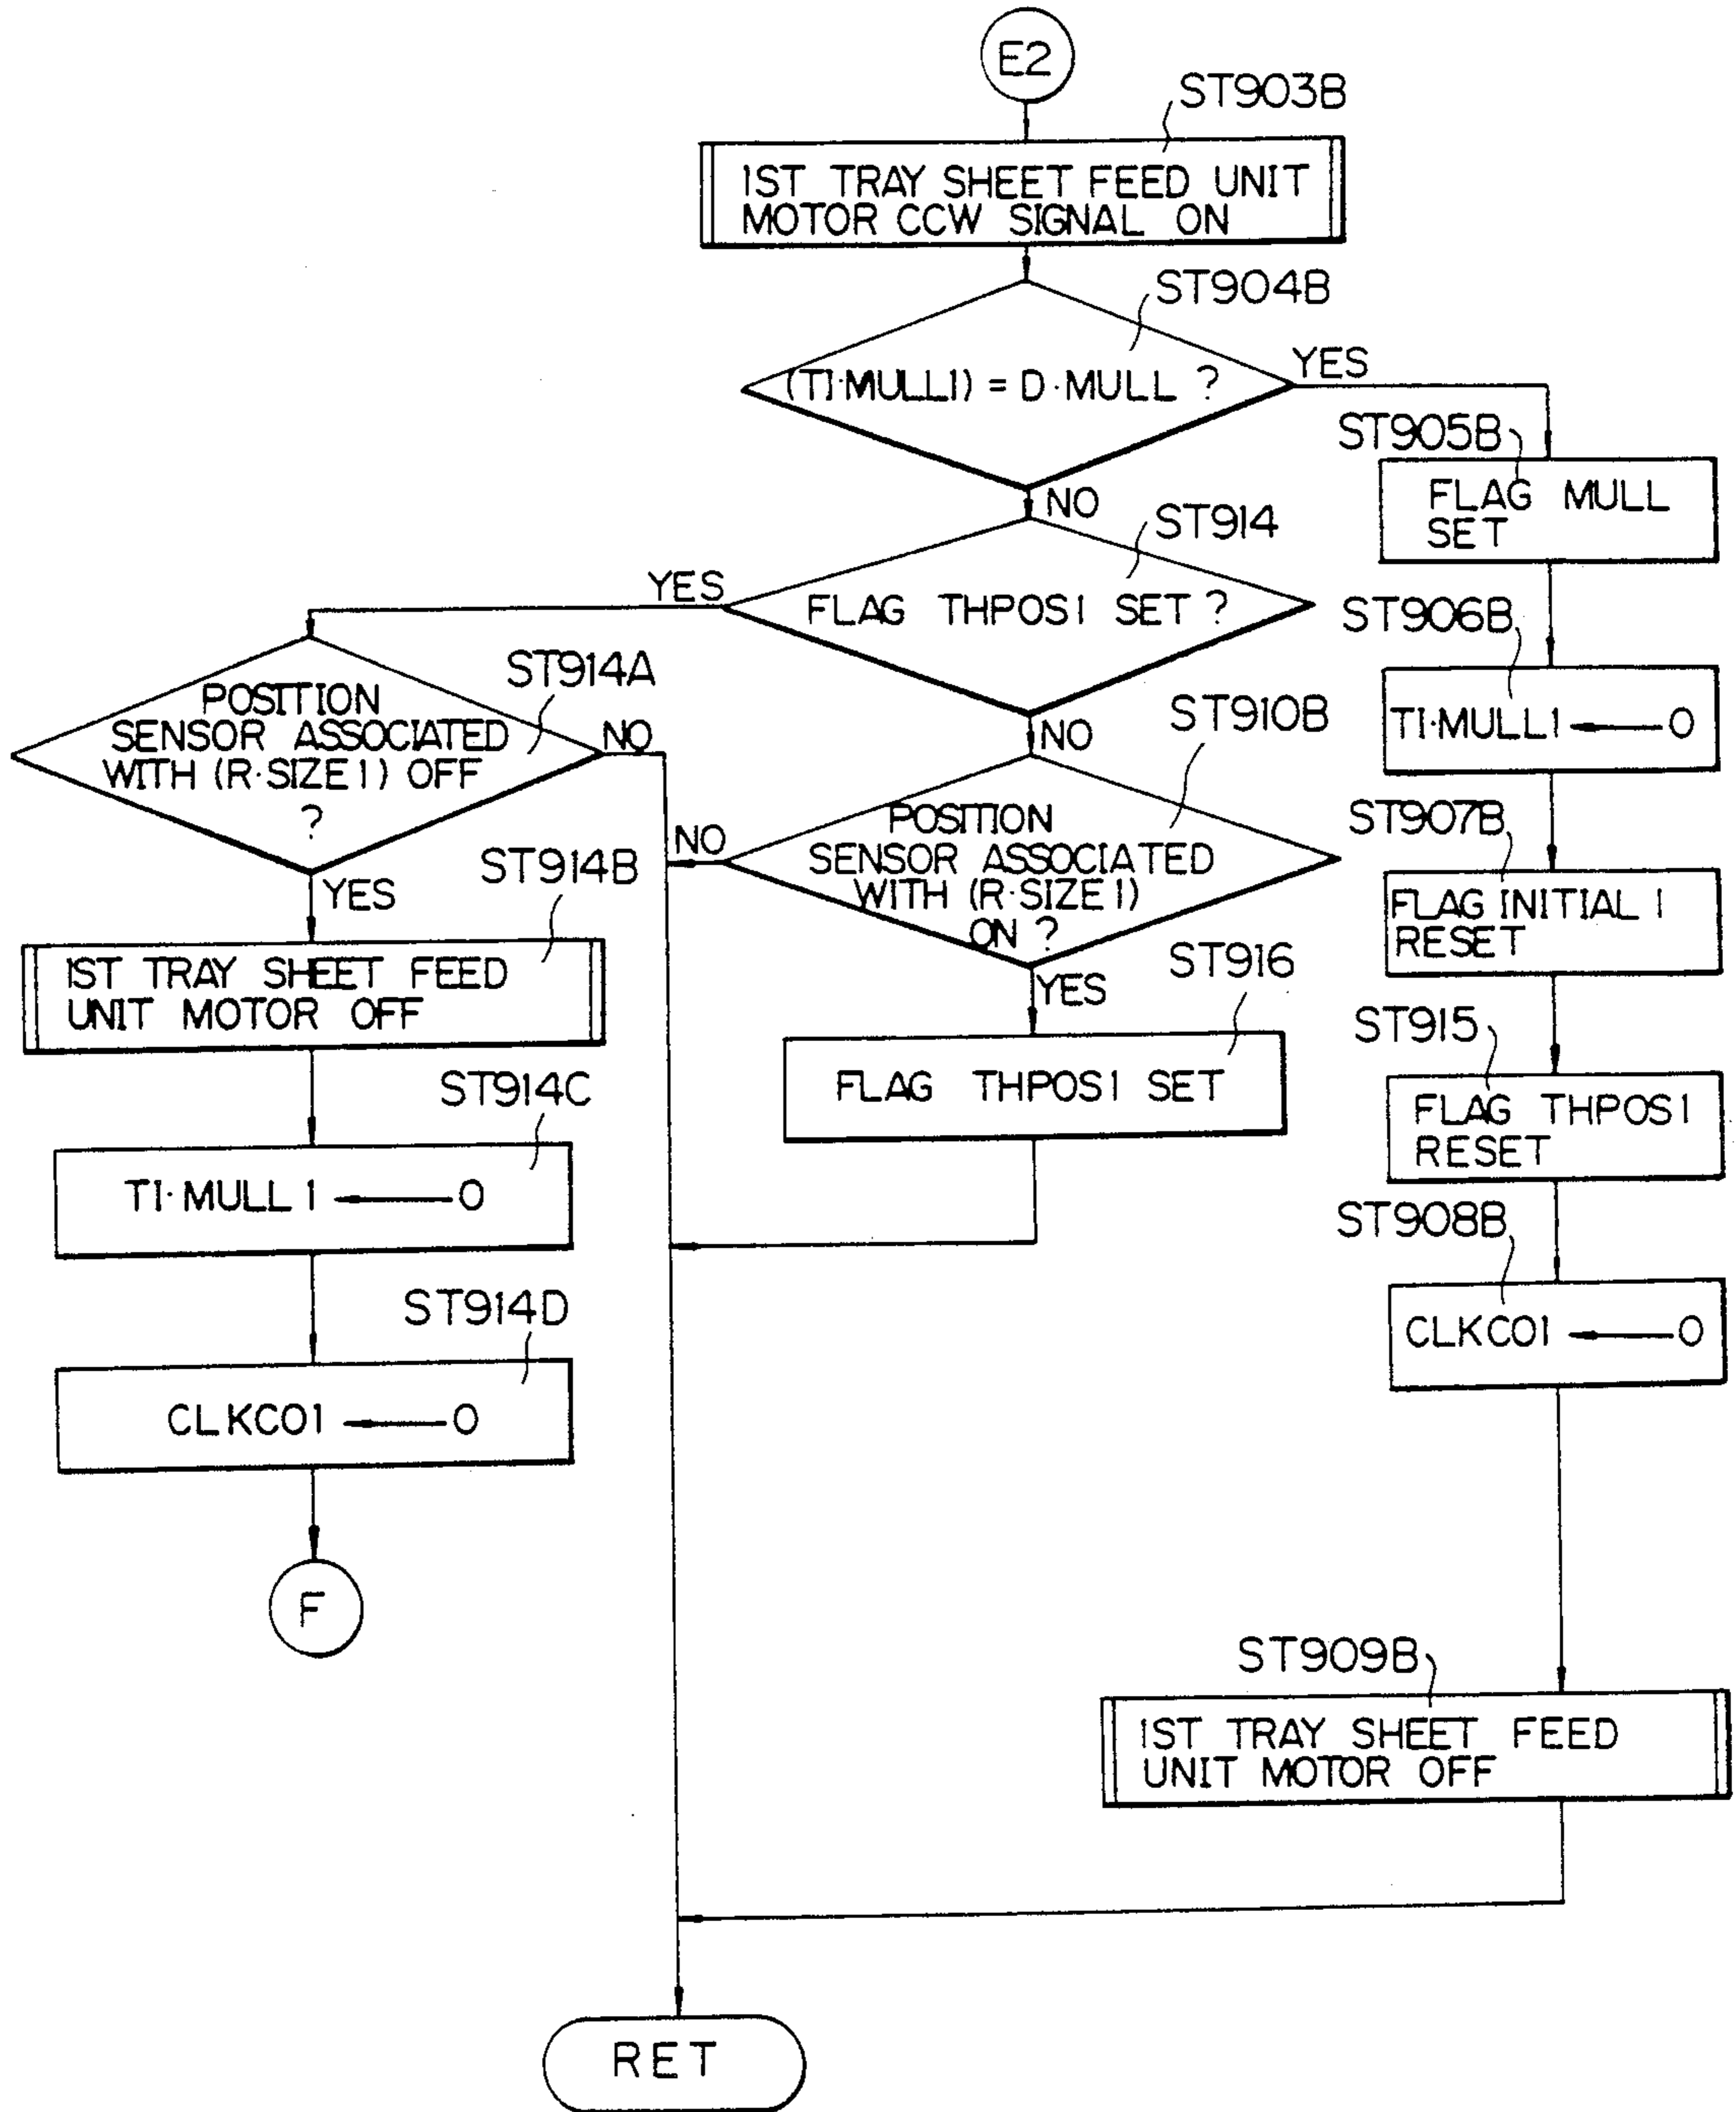 E2
ST903B
1ST TRAY SHEET FEED UNIT
MOTOR CCW SIGNAL ON
ST904B
(TI·MULL1) = D·MULL ?
YES
NO
ST905B
FLAG MULL
SET
ST914
FLAG THPOS1 SET ?
YES
NO
ST906B
TI·MULL1 ← 0
ST914A
POSITION
SENSOR ASSOCIATED
WITH (R·SIZE1) OFF
?
NO
YES
ST910B
POSITION
SENSOR ASSOCIATED
WITH (R·SIZE1)
ON ?
NO
YES
ST907B
FLAG INITIAL 1
RESET
ST914B
1ST TRAY SHEET FEED
UNIT MOTOR OFF
ST916
FLAG THPOS1 SET
ST915
FLAG THPOS1
RESET
ST914C
TI·MULL1 ← 0
ST908B
CLKC01 ← 0
ST914D
CLKC01 ← 0
F
ST909B
1ST TRAY SHEET FEED
UNIT MOTOR OFF
RET